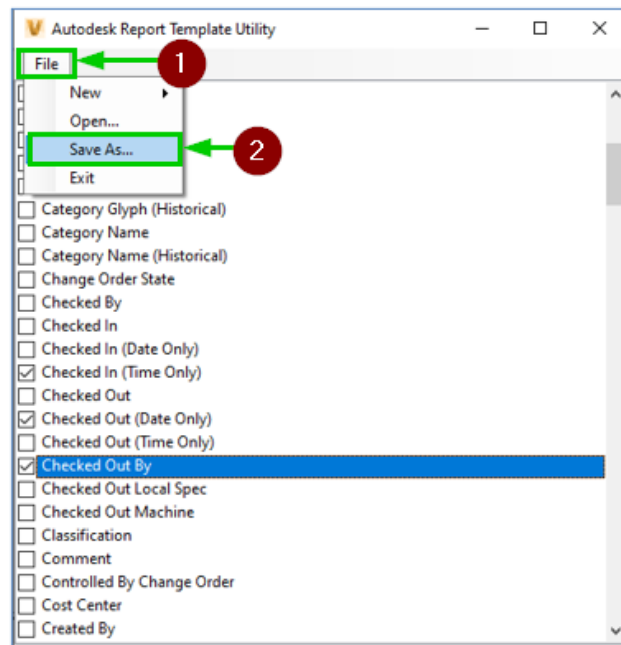 Autodesk Report Template Utility
File
1
New
Open...
Save As...
2
Exit
Category Glyph (Historical)
Category Name
Category Name (Historical)
Change Order State
Checked By
Checked In
Checked In (Date Only)
Checked In (Time Only)
Checked Out
Checked Out (Date Only)
Checked Out (Time Only)
Checked Out By
Checked Out Local Spec
Checked Out Machine
Classification
Comment
Controlled By Change Order
Cost Center
Created By